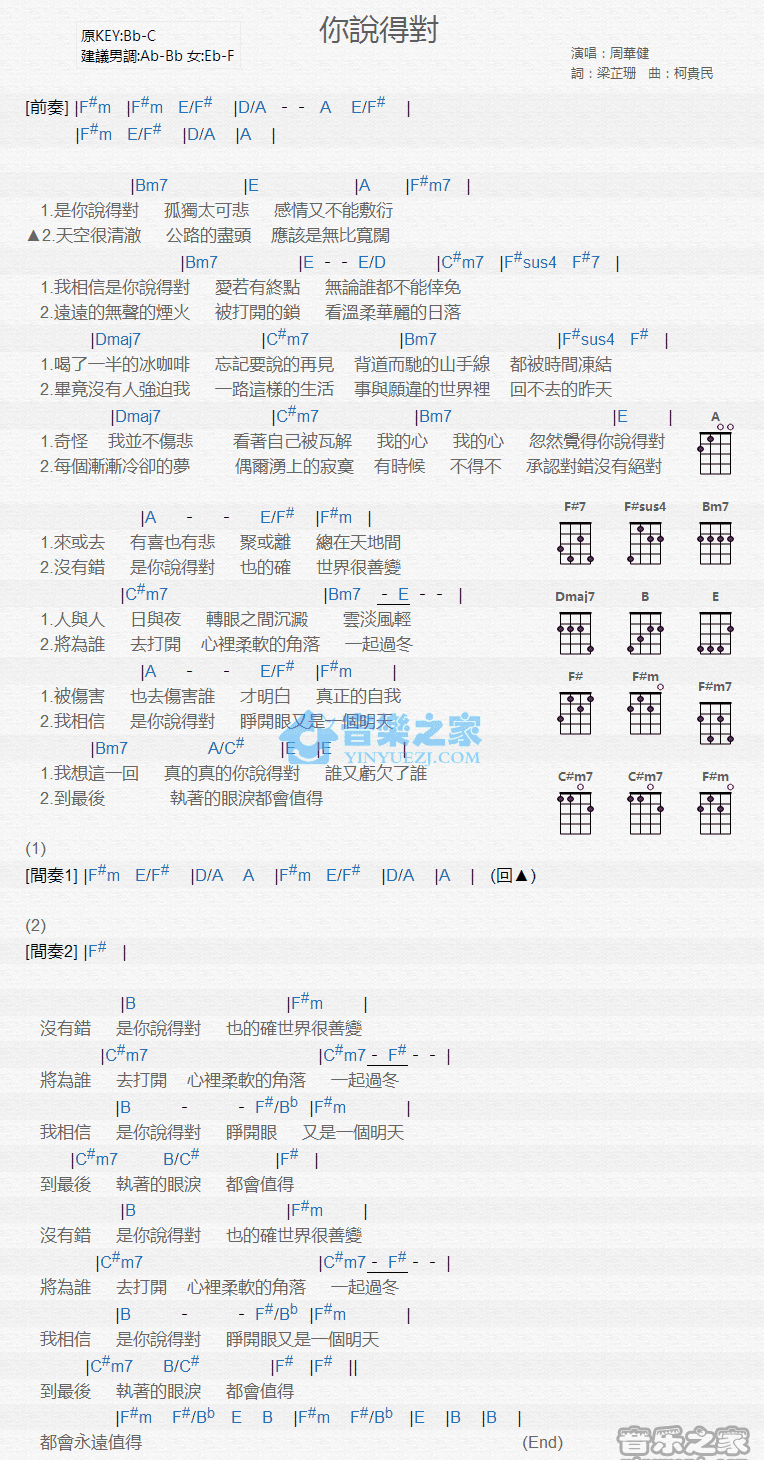 你說得對
原KEY:Bb-C
建議男調:Ab-Bb 女:Eb-F
演唱：周華健
詞：梁芷珊 曲：柯貴民
[前奏] |F#m |F#m E/F# |D/A - - A E/F# |
|F#m E/F# |D/A |A |
|Bm7 |E |A |F#m7 |
1.是你說得對 孤獨太可悲 感情又不能敷衍
▲2.天空很清澈 公路的盡頭 應該是無比寬闊
|Bm7 |E - - E/D |C#m7 |F#sus4 F#7 |
1.我相信是你說得對 愛若有終點 無論誰都不能倖免
2.遠遠的無聲的煙火 被打開的鎖 看溫柔華麗的日落
|Dmaj7 |C#m7 |Bm7 |F#sus4 F# |
1.喝了一半的冰咖啡 忘記要說的再見 背道而馳的山手線 都被時間凍結
2.畢竟沒有人強迫我 一路這樣的生活 事與願違的世界裡 回不去的昨天
|Dmaj7 |C#m7 |Bm7 |E |
1.奇怪 我並不傷悲 看著自己被瓦解 我的心 我的心 忽然覺得你說得對
2.每個漸漸冷卻的夢 偶爾湧上的寂寞 有時候 不得不 承認對錯沒有絕對
A
F#7 F#sus4 Bm7
|A - - E/F# |F#m |
1.來或去 有喜也有悲 聚或離 總在天地間
2.沒有錯 是你說得對 也的確 世界很善變
Dmaj7 B E
|C#m7 |Bm7 - E - - |
1.人與人 日與夜 轉眼之間沉澱 雲淡風輕
2.將為誰 去打開 心裡柔軟的角落 一起過冬
F# F#m F#m7
|A - - E/F# |F#m |
1.被傷害 也去傷害誰 才明白 真正的自我
2.我相信 是你說得對 睜開眼又是一個明天
音樂之家
YINYUEZJ.COM
|Bm7 A/C# |E |E |
1.我想這一回 真的真的你說得對 誰又虧欠了誰
2.到最後 執著的眼淚都會值得
C#m7 C#m7 F#m
(1)
[間奏1] |F#m E/F# |D/A A |F#m E/F# |D/A |A | (回▲)
(2)
[間奏2] |F# |
|B |F#m |
沒有錯 是你說得對 也的確世界很善變
|C#m7 |C#m7 - F# - - |
將為誰 去打開 心裡柔軟的角落 一起過冬
|B - - F#/Bb |F#m |
我相信 是你說得對 睜開眼 又是一個明天
|C#m7 B/C# |F# |
到最後 執著的眼淚 都會值得
|B |F#m |
沒有錯 是你說得對 也的確世界很善變
|C#m7 |C#m7 - F# - - |
將為誰 去打開 心裡柔軟的角落 一起過冬
|B - - F#/Bb |F#m |
我相信 是你說得對 睜開眼又是一個明天
|C#m7 B/C# |F# |F# ||
到最後 執著的眼淚 都會值得
|F#m F#/Bb E B |F#m F#/Bb |E |B |B |
都會永遠值得 (End)
音乐之家